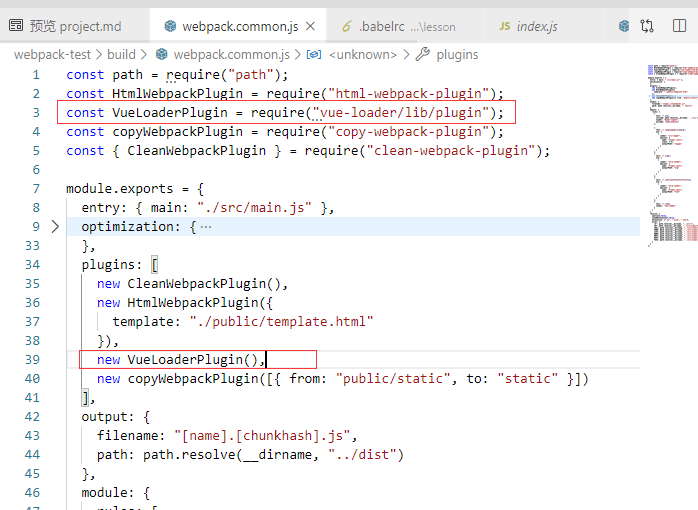 预览 project.md
webpack.common.js
.babelrc ...\lesson
JS index.js
webpack-test > build > webpack.common.js > <unknown> > plugins
1 const path = require("path");
2 const HtmlWebpackPlugin = require("html-webpack-plugin");
3 const VueLoaderPlugin = require("vue-loader/lib/plugin");
4 const copyWebpackPlugin = require("copy-webpack-plugin");
5 const { CleanWebpackPlugin } = require("clean-webpack-plugin");
6
7 module.exports = {
8 entry: { main: "./src/main.js" },
9 optimization: { ...
33 },
34 plugins: [
35 new CleanWebpackPlugin(),
36 new HtmlWebpackPlugin({
37 template: "./public/template.html"
38 }),
39 new VueLoaderPlugin(),
40 new copyWebpackPlugin([{ from: "public/static", to: "static" }])
41 ],
42 output: {
43 filename: "[name].[chunkhash].js",
44 path: path.resolve(__dirname, "../dist")
45 },
46 module: {